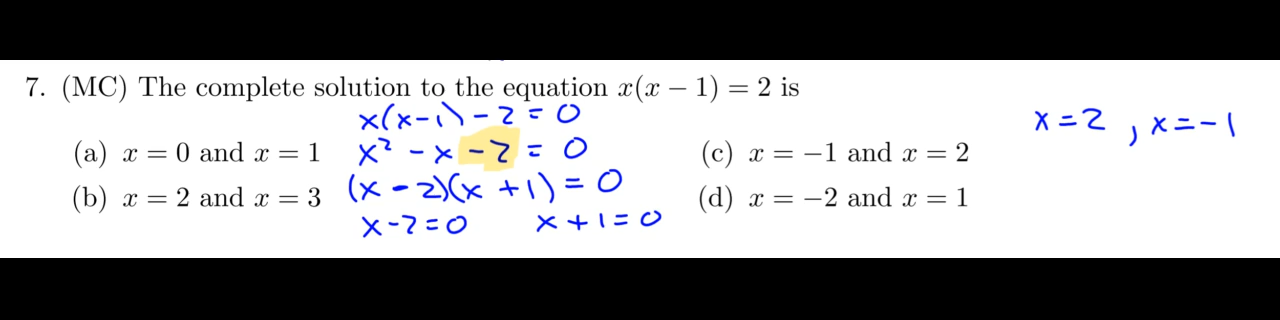 7. (MC) The complete solution to the equation x(x − 1) = 2 is
x(x-1)-2=0
x=2, x=-1
(a) x = 0 and x = 1
x² - x - 2 = 0
(c) x = −1 and x = 2
(b) x = 2 and x = 3
(x - 2)(x + 1) = 0
(d) x = −2 and x = 1
x-2=0 x+1=0